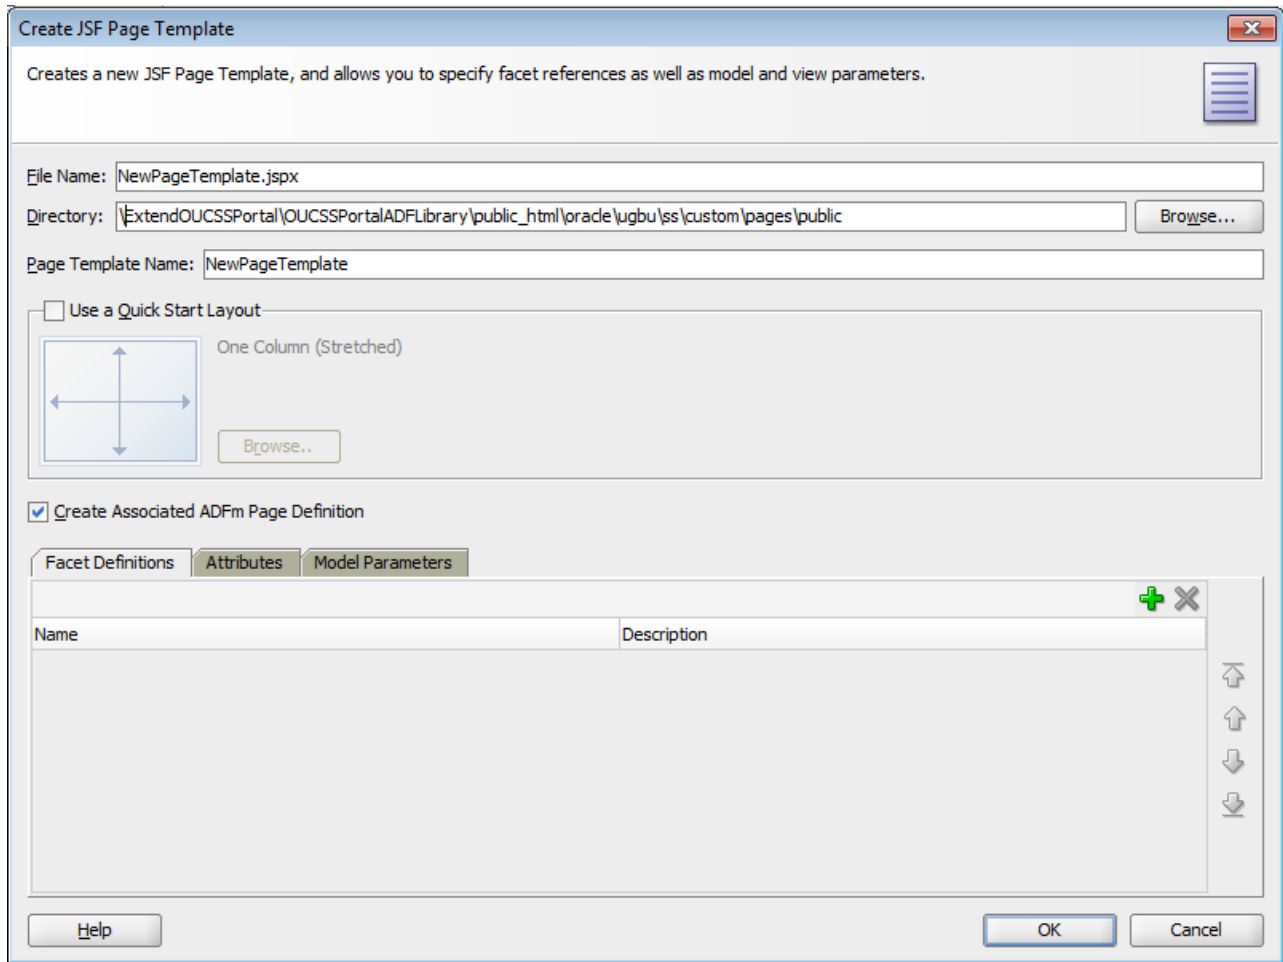 Create JSF Page Template
Creates a new JSF Page Template, and allows you to specify facet references as well as model and view parameters.
File Name: NewPageTemplate.jspx
Directory: \ExtendOUCSSPortal\OUCSSPortalADFLibrary\public_html\oracle\ugbu\ss\custom\pages\public Browse...
Page Template Name: NewPageTemplate
Use a Quick Start Layout
One Column (Stretched)
Browse..
Create Associated ADFm Page Definition
Facet Definitions Attributes Model Parameters
Name Description
Help OK Cancel